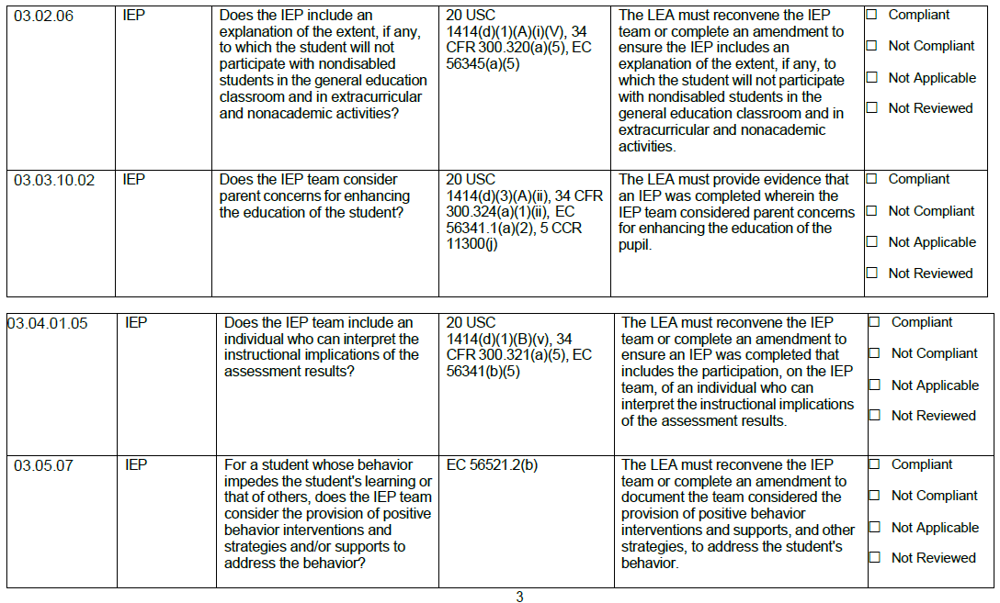 03.02.06
IEP
Does the IEP include an
explanation of the extent, if any,
to which the student will not
participate with nondisabled
students in the general education
classroom and in extracurricular
and nonacademic activities?
20 USC
1414(d)(1)(A)(i)(V), 34
CFR 300.320(a)(5), EC
56345(a)(5)
The LEA must reconvene the IEP
team or complete an amendment to
ensure the IEP includes an
explanation of the extent, if any, to
which the student will not participate
with nondisabled students in the
general education classroom and in
extracurricular and nonacademic
activities.
☐ Compliant
☐ Not Compliant
☐ Not Applicable
☐ Not Reviewed
03.03.10.02
IEP
Does the IEP team consider
parent concerns for enhancing
the education of the student?
20 USC
1414(d)(3)(A)(ii), 34 CFR
300.324(a)(1)(ii), EC
56341.1(a)(2), 5 CCR
11300(j)
The LEA must provide evidence that
an IEP was completed wherein the
IEP team considered parent concerns
for enhancing the education of the
pupil.
☐ Compliant
☐ Not Compliant
☐ Not Applicable
☐ Not Reviewed
03.04.01.05
IEP
Does the IEP team include an
individual who can interpret the
instructional implications of the
assessment results?
20 USC
1414(d)(1)(B)(v), 34
CFR 300.321(a)(5), EC
56341(b)(5)
The LEA must reconvene the IEP
team or complete an amendment to
ensure an IEP was completed that
includes the participation, on the IEP
team, of an individual who can
interpret the instructional implications
of the assessment results.
☐ Compliant
☐ Not Compliant
☐ Not Applicable
☐ Not Reviewed
03.05.07
IEP
For a student whose behavior
impedes the student's learning or
that of others, does the IEP team
consider the provision of positive
behavior interventions and
strategies and/or supports to
address the behavior?
EC 56521.2(b)
The LEA must reconvene the IEP
team or complete an amendment to
document the team considered the
provision of positive behavior
interventions and supports, and other
strategies, to address the student's
behavior.
☐ Compliant
☐ Not Compliant
☐ Not Applicable
☐ Not Reviewed
3